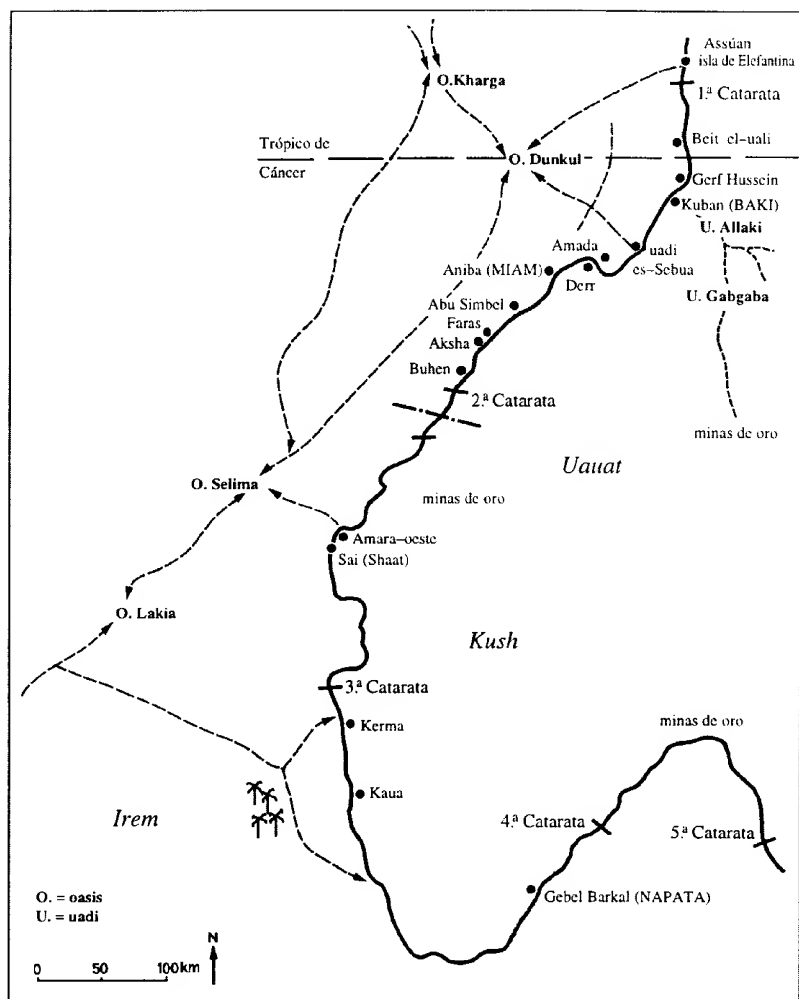 Assúan
isla de Elefantina
O.Kharga
1.ª Catarata
Beit el-uali
Trópico de
Cáncer
O. Dunkul
Gerf Hussein
Kuban (BAKI)
U. Allaki
Amada
uadi
es-Sebua
Aniba (MIAM)
Derr
U. Gabgaba
Abu Simbel
Faras
Aksha
Buhen
2.ª Catarata
minas de oro
Uauat
O. Selima
minas de oro
Amara-oeste
Sai (Shaat)
O. Lakia
Kush
3.ª Catarata
Kerma
minas de oro
Kaua
Irem
4.ª Catarata
5.ª Catarata
Gebel Barkal (NAPATA)
O. = oasis
U. = uadi
N
0 50 100km